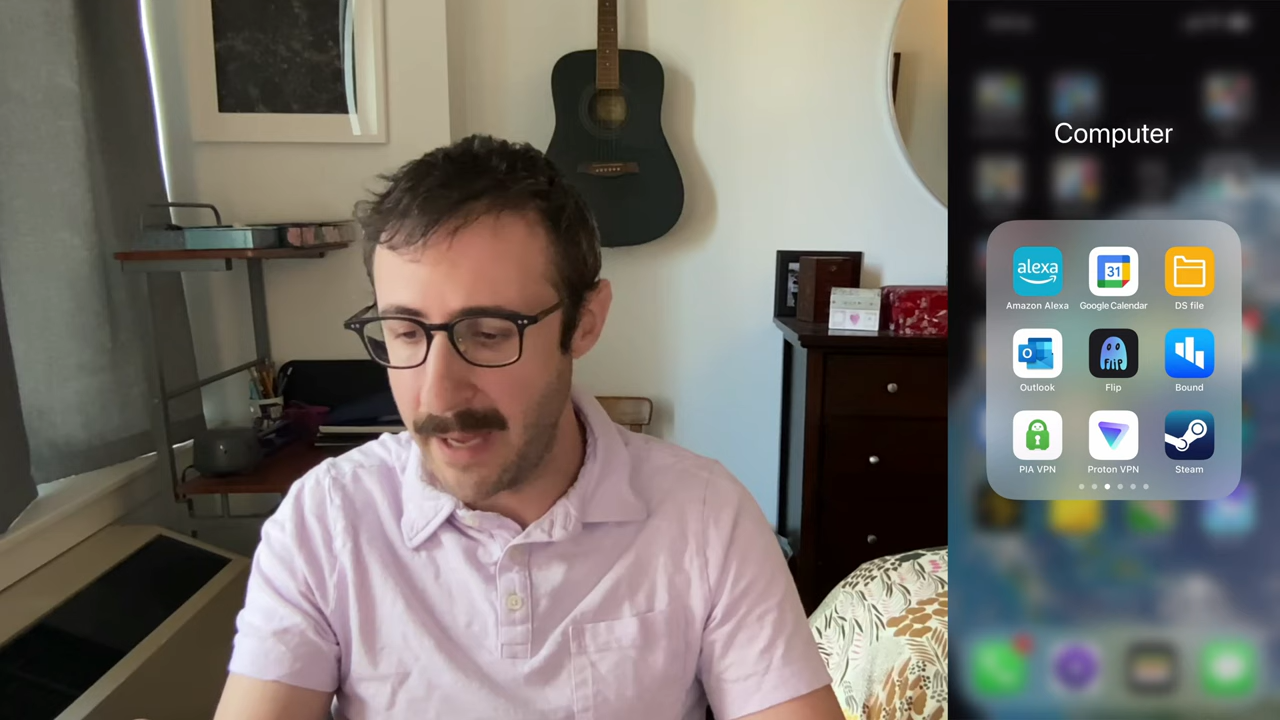 Computer
alexa
31
Amazon Alexa
Google Calendar
DS file
O
FLIP
Outlook
Flip
Bound
PIA VPN
Proton VPN
Steam